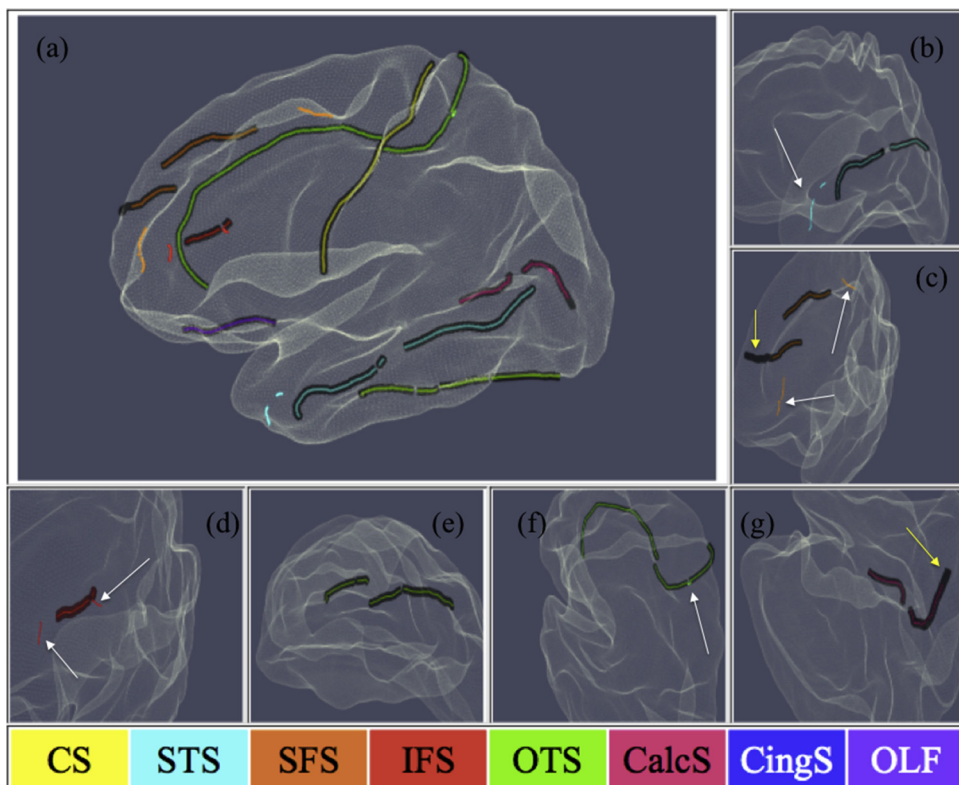 (a)
(b)
(c)
(d)
(e)
(f)
(g)
CS STS SFS IFS OTS CalcS CingS OLF